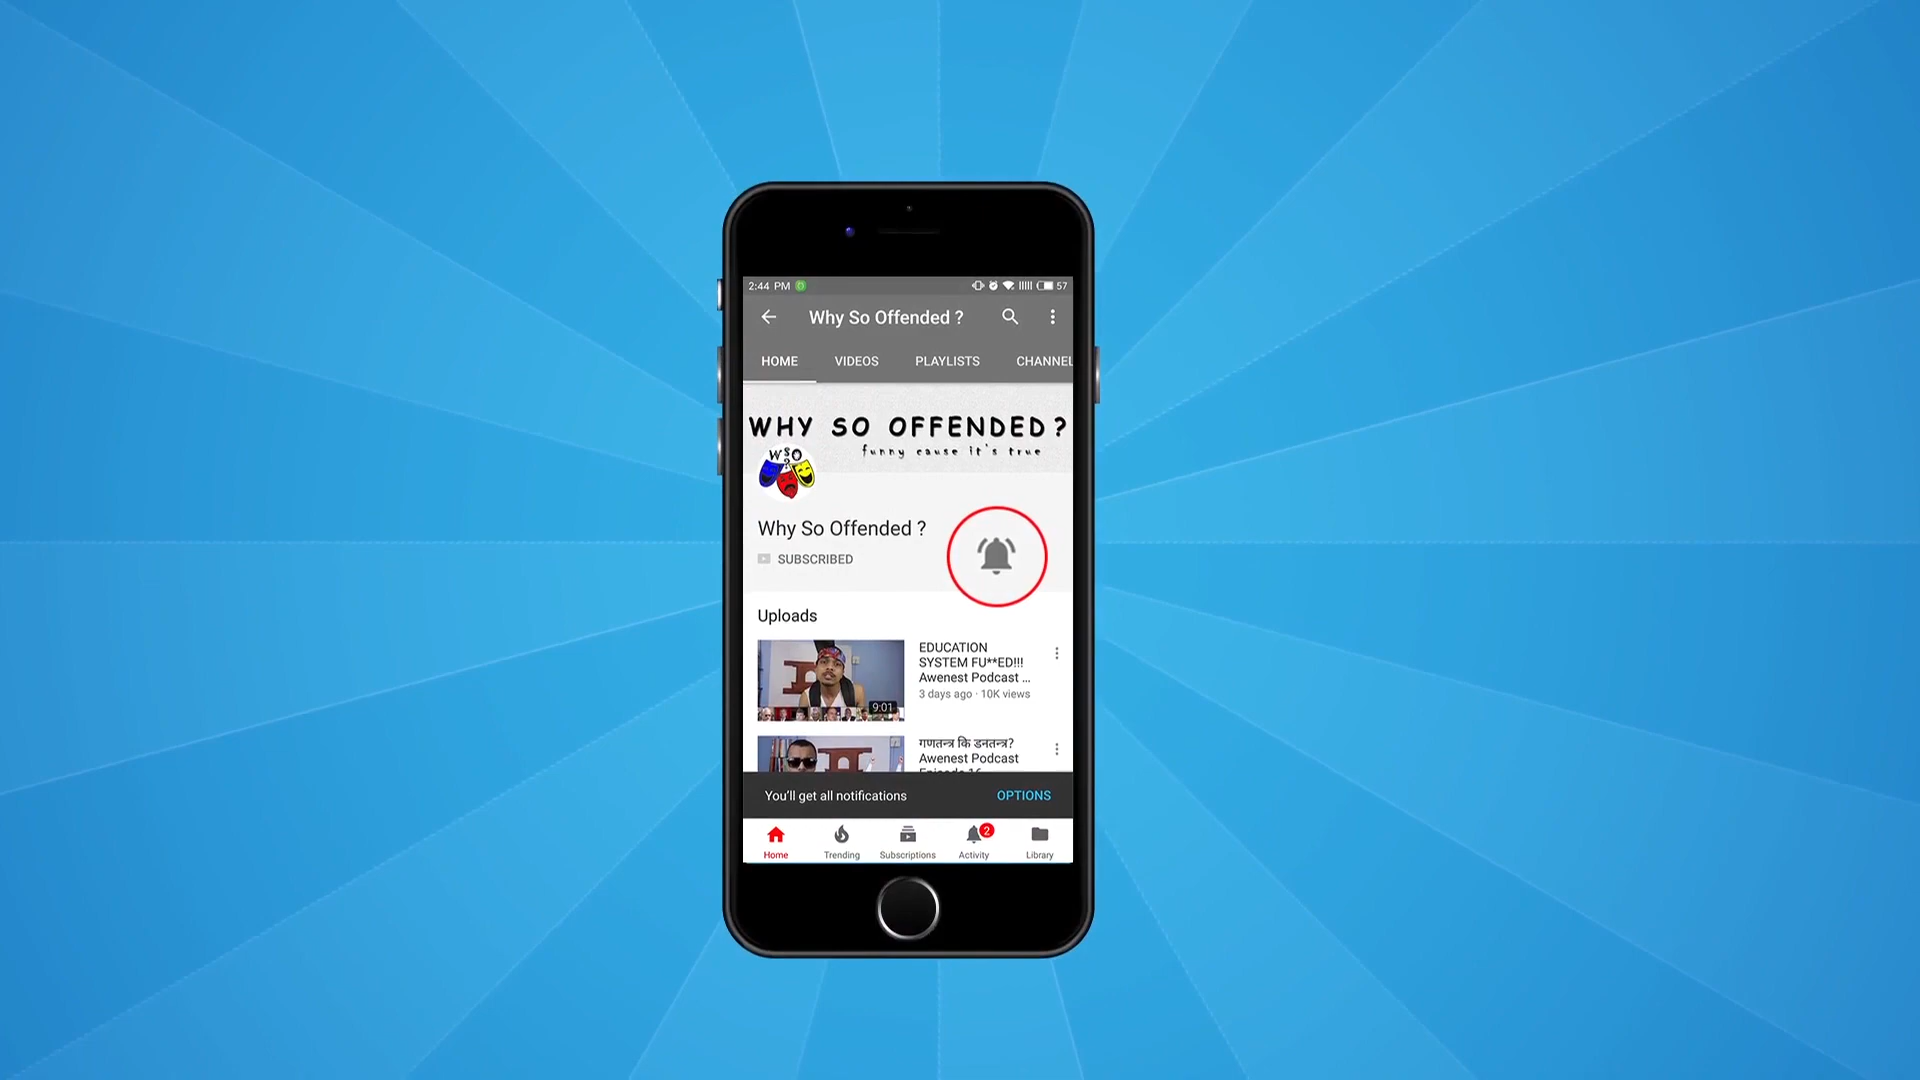 2:44 PM
57
Why So Offended ?
HOME VIDEOS PLAYLISTS CHANNEL
WHY SO OFFENDED?
funny cause it's true
WSO
?
Why So Offended ?
SUBSCRIBED
Uploads
EDUCATION
SYSTEM FU**ED!!!
Awenest Podcast ...
3 days ago · 10K views
9:01
गणतन्त्र कि डनतन्त्र?
Awenest Podcast
Episode 16
You'll get all notifications OPTIONS
2
Home Trending Subscriptions Activity Library